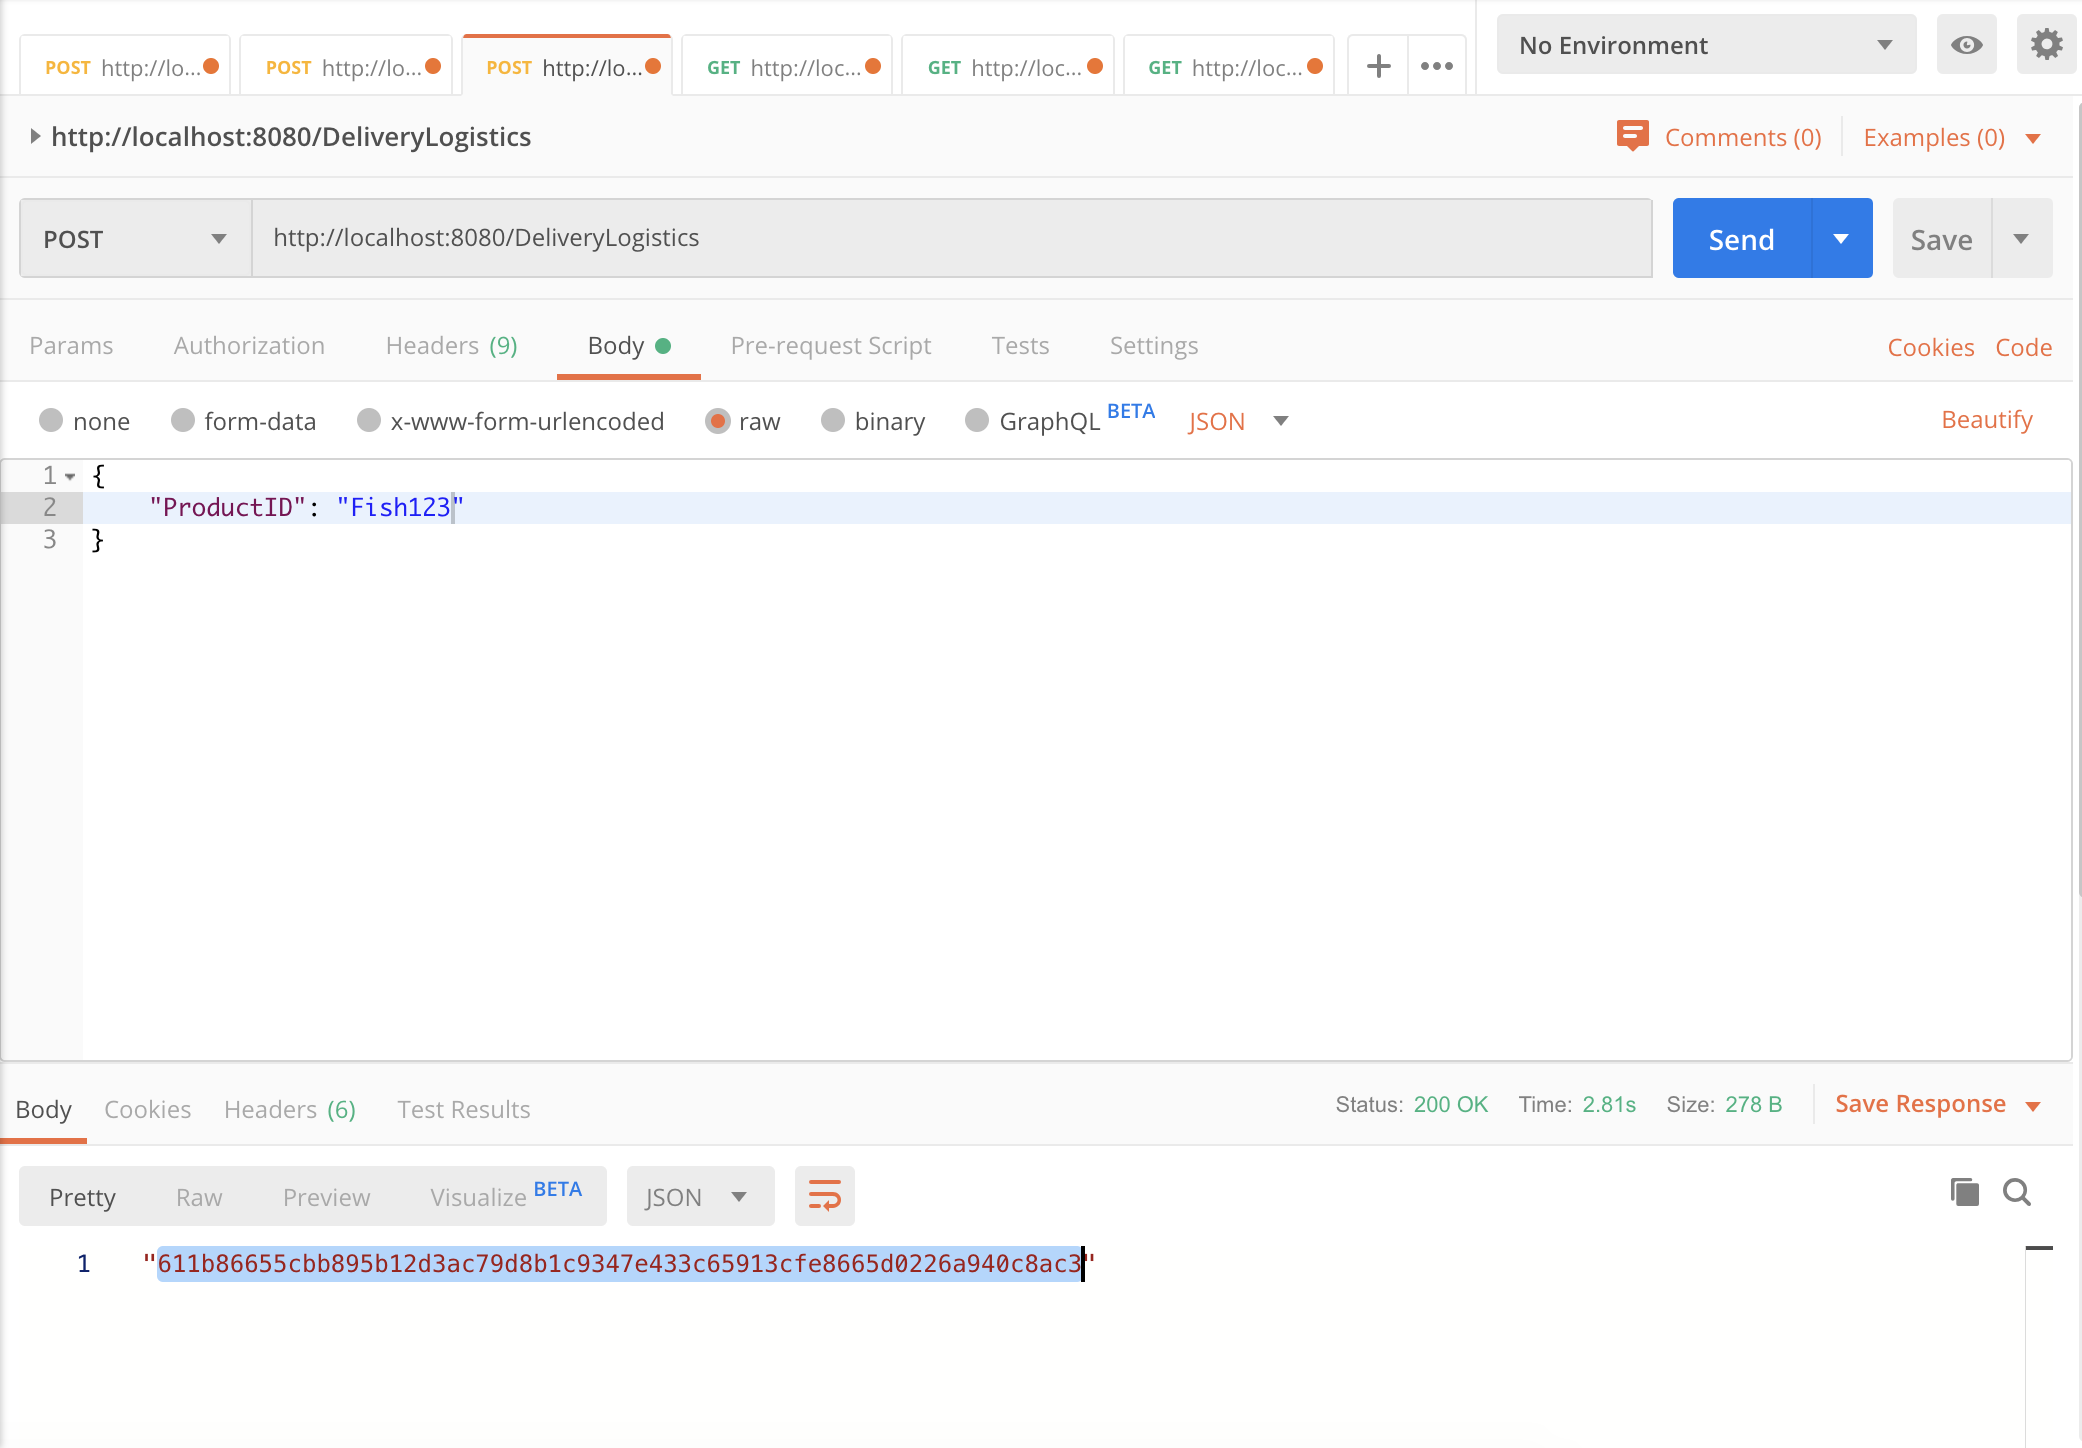 POST http://lo... POST http://lo... POST http://lo... GET http://loc... GET http://loc... GET http://loc... + ••• No Environment
http://localhost:8080/DeliveryLogistics Comments (0) Examples (0)
POST http://localhost:8080/DeliveryLogistics Send Save
Params Authorization Headers (9) Body Pre-request Script Tests Settings Cookies Code
none form-data x-www-form-urlencoded raw binary GraphQL BETA JSON Beautify
1 {
2 "ProductID": "Fish123"
3 }
Body Cookies Headers (6) Test Results Status: 200 OK Time: 2.81s Size: 278 B Save Response
Pretty Raw Preview Visualize BETA JSON
1 "611b86655cbb895b12d3ac79d8b1c9347e433c65913cfe8665d0226a940c8ac3"